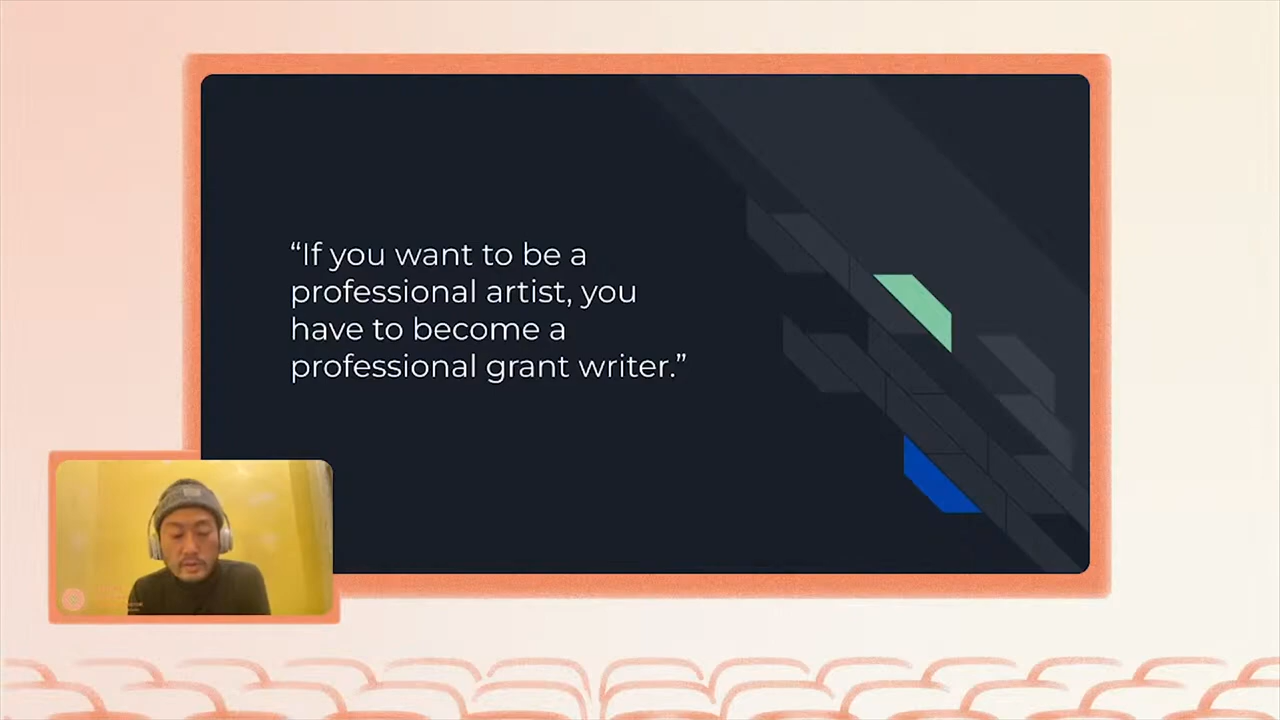 “If you want to be a
professional artist, you
have to become a
professional grant writer.”